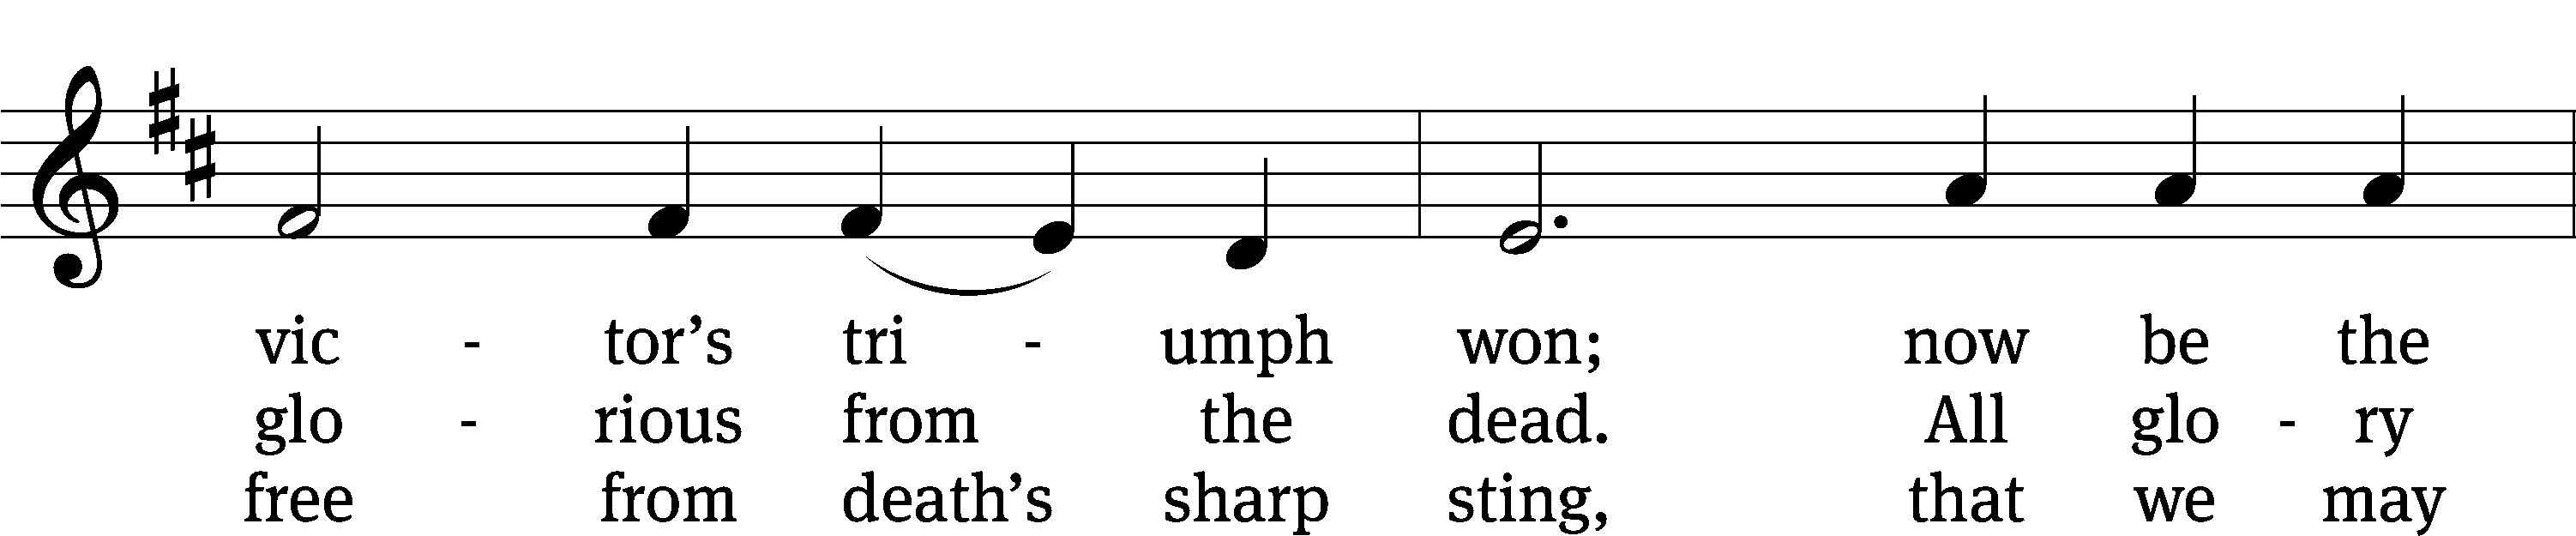 vic - tor’s tri - umph won; now be the
glo - rious from the dead. All glo - ry
free from death’s sharp sting, that we may